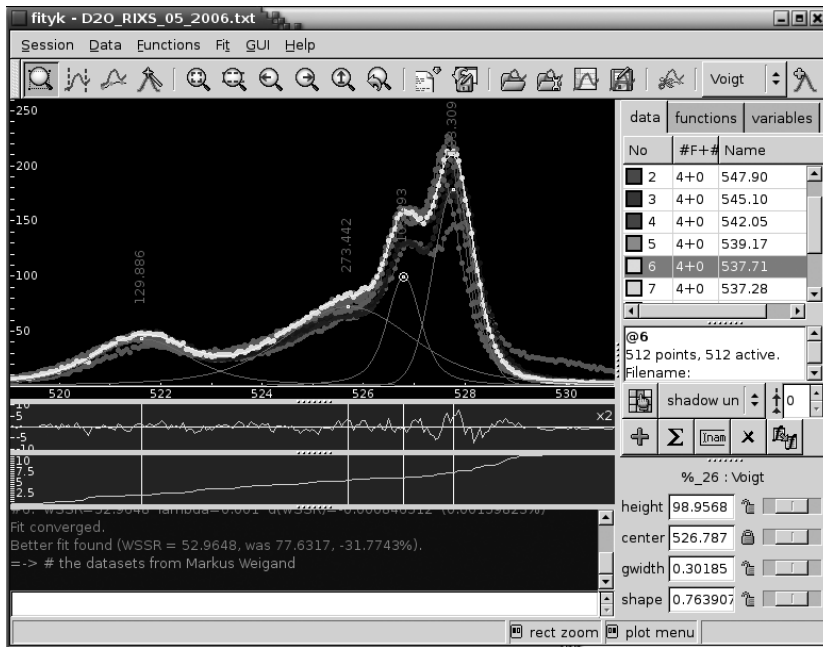 fityk - D2O_RIXS_05_2006.txt
Session Data Functions Fit GUI Help
Voigt
250
200
150
100
50
129.886
273.442
520 522 524 526 528 530
10
5
-5
-10
x2
10
7.5
5
2.5
Fit converged.
Better fit found (WSSR = 52.9648, was 77.6317, -31.7743%).
=-> # the datasets from Markus Weigand
data functions variables
No #F+# Name
2 4+0 547.90
3 4+0 545.10
4 4+0 542.05
5 4+0 539.17
6 4+0 537.71
7 4+0 537.28
@6
512 points, 512 active.
Filename:
shadow un 0
%_26 : Voigt
height 98.9568
center 526.787
gwidth 0.30185
shape 0.763907
rect zoom plot menu